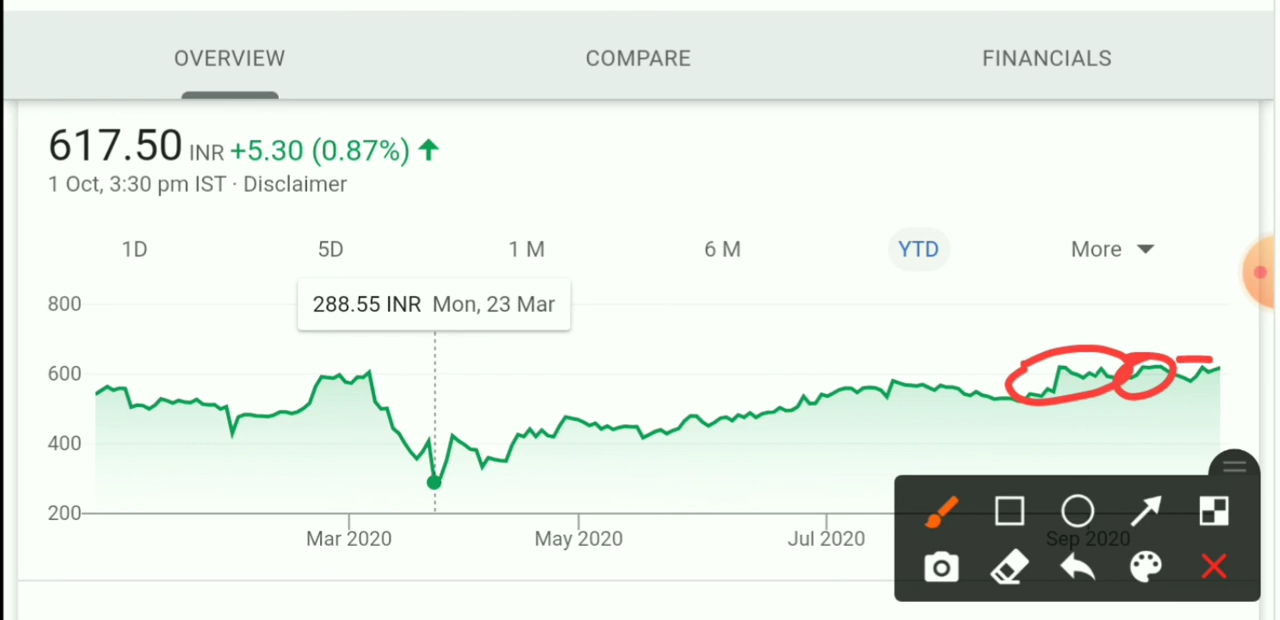 OVERVIEW COMPARE FINANCIALS
617.50 INR +5.30 (0.87%)
1 Oct, 3:30 pm IST · Disclaimer
1D 5D 1 M 6 M YTD More
288.55 INR Mon, 23 Mar
800
600
400
200
Mar 2020 May 2020 Jul 2020 Sep 2020